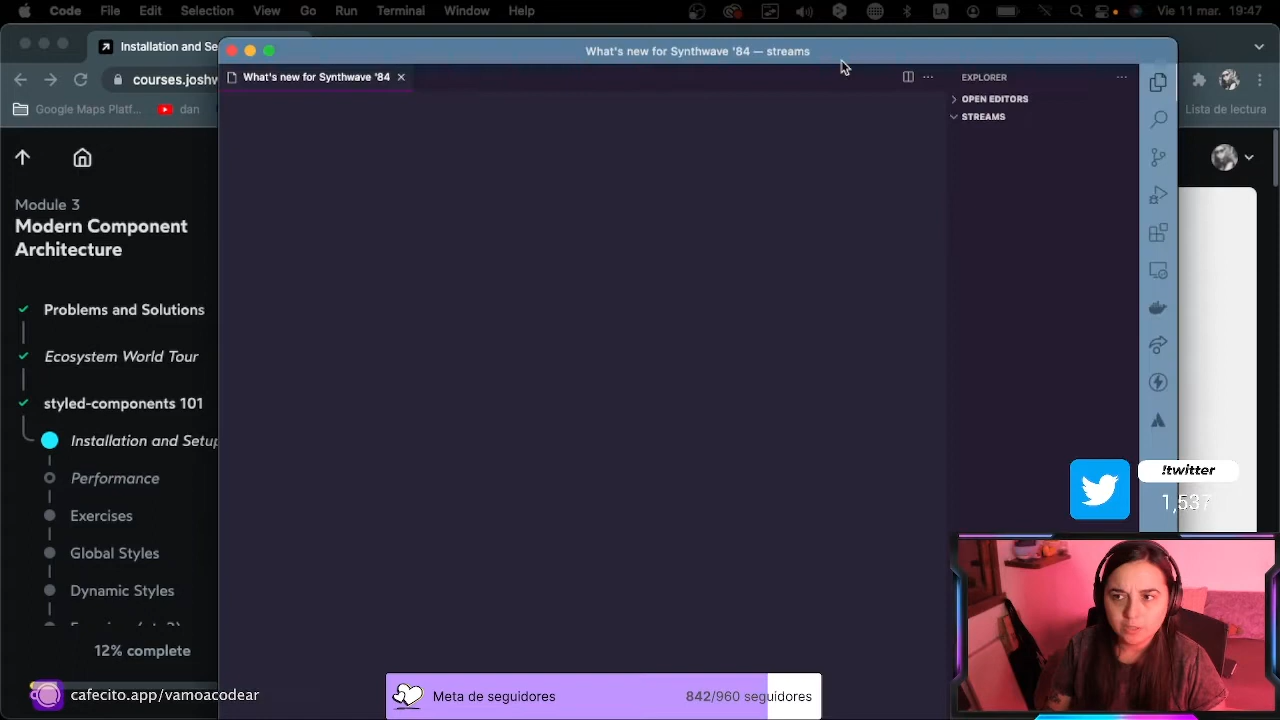 Code File Edit Selection View Go Run Terminal Window Help LA Vie 11 mar. 19:47
Installation and Se
What's new for Synthwave '84 — streams
courses.joshw
What's new for Synthwave '84
EXPLORER
Google Maps Platf... dan
OPEN EDITORS
Lista de lectura
STREAMS
Module 3
Modern Component
Architecture
Problems and Solutions
Ecosystem World Tour
styled-components 101
Installation and Setup
Performance
Exercises
Global Styles
Dynamic Styles
12% complete
!twitter
1,537
cafecito.app/vamoacodear
Meta de seguidores 842/960 seguidores